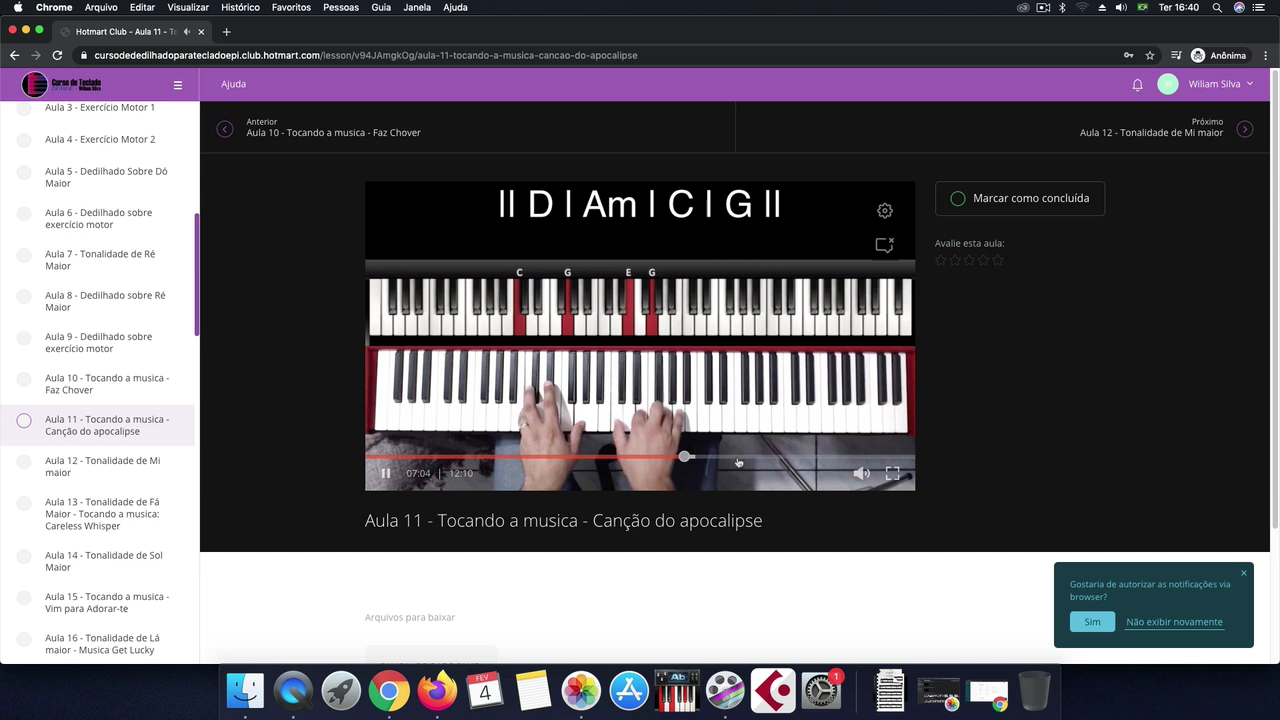 Chrome Arquivo Editar Visualizar Histórico Favoritos Pessoas Guia Janela Ajuda
Ter 16:40
Hotmart Club - Aula 11 - To
cursodededilhadoparatecladoepi.club.hotmart.com/lesson/v94JAmgkOg/aula-11-tocando-a-musica-cancao-do-apocalipse
Anônima
Curso de Teclado
Ajuda
Wiliam Silva
Aula 3 - Exercício Motor 1
Aula 4 - Exercício Motor 2
Aula 5 - Dedilhado Sobre Dó
Maior
Aula 6 - Dedilhado sobre
exercício motor
Aula 7 - Tonalidade de Ré
Maior
Aula 8 - Dedilhado sobre Ré
Maior
Aula 9 - Dedilhado sobre
exercício motor
Aula 10 - Tocando a musica -
Faz Chover
Aula 11 - Tocando a musica -
Canção do apocalipse
Aula 12 - Tonalidade de Mi
maior
Aula 13 - Tonalidade de Fá
Maior - Tocando a musica:
Careless Whisper
Aula 14 - Tonalidade de Sol
Maior
Aula 15 - Tocando a musica -
Vim para Adorar-te
Aula 16 - Tonalidade de Lá
maior - Musica Get Lucky
Anterior
Aula 10 - Tocando a musica - Faz Chover
Próximo
Aula 12 - Tonalidade de Mi maior
|| D | Am | C | G ||
C G E G
07:04 | 12:10
Marcar como concluída
Avalie esta aula:
Aula 11 - Tocando a musica - Canção do apocalipse
Arquivos para baixar
Gostaria de autorizar as notificações via
browser?
Sim
Não exibir novamente
FEV
4
Ab
1